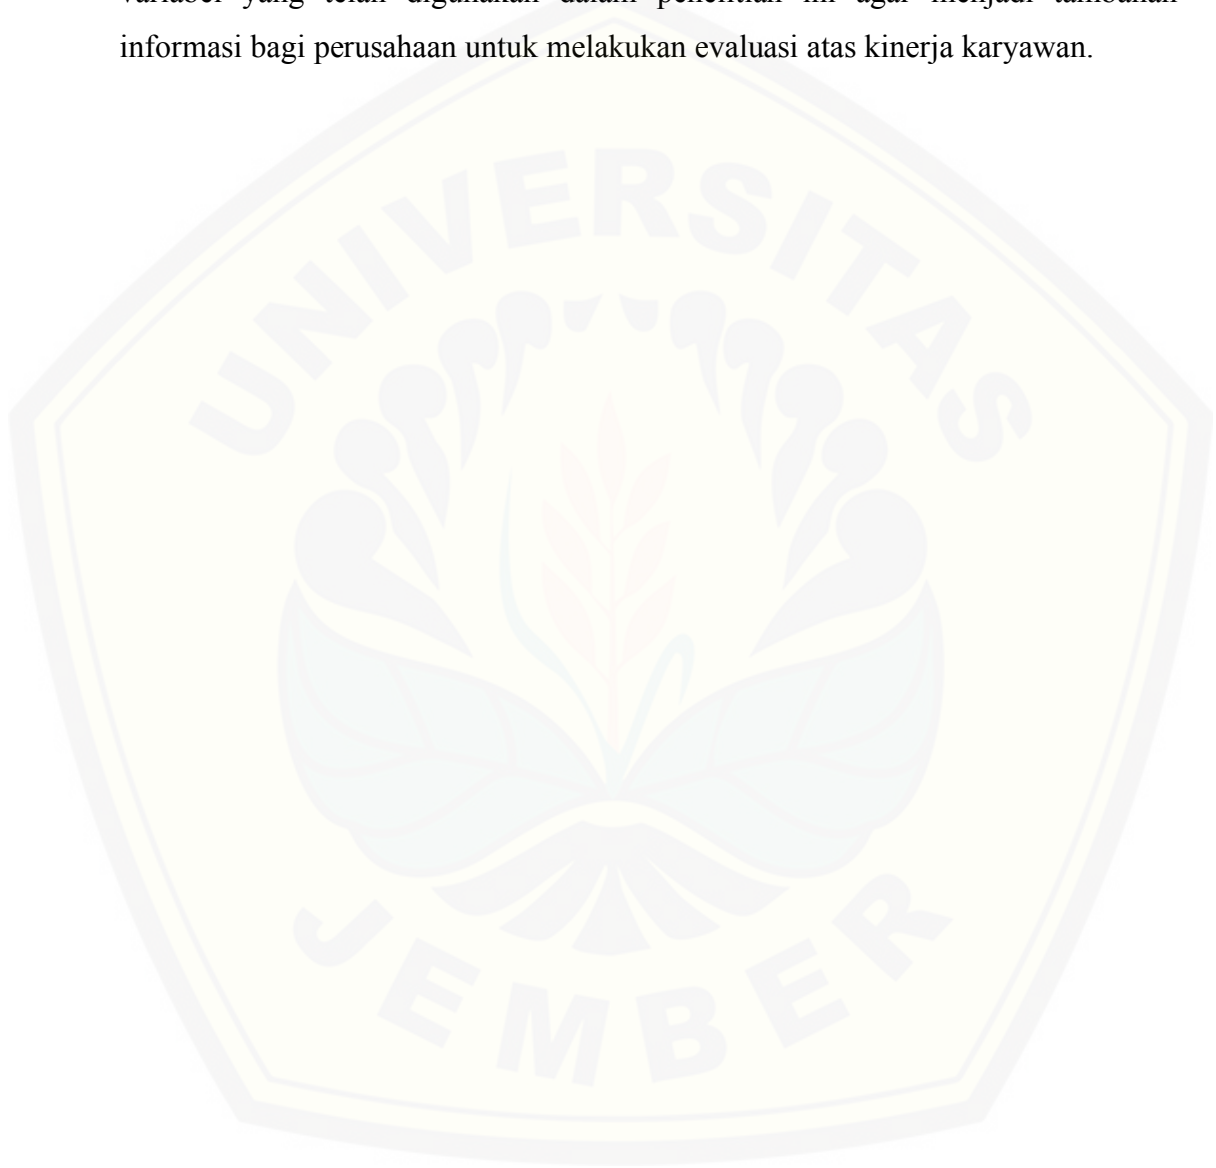 variabel yang telah digunakan dalam penelitian ini agar menjadi tambahan
informasi bagi perusahaan untuk melakukan evaluasi atas kinerja karyawan.
UNIVERSITAS
JEMBER